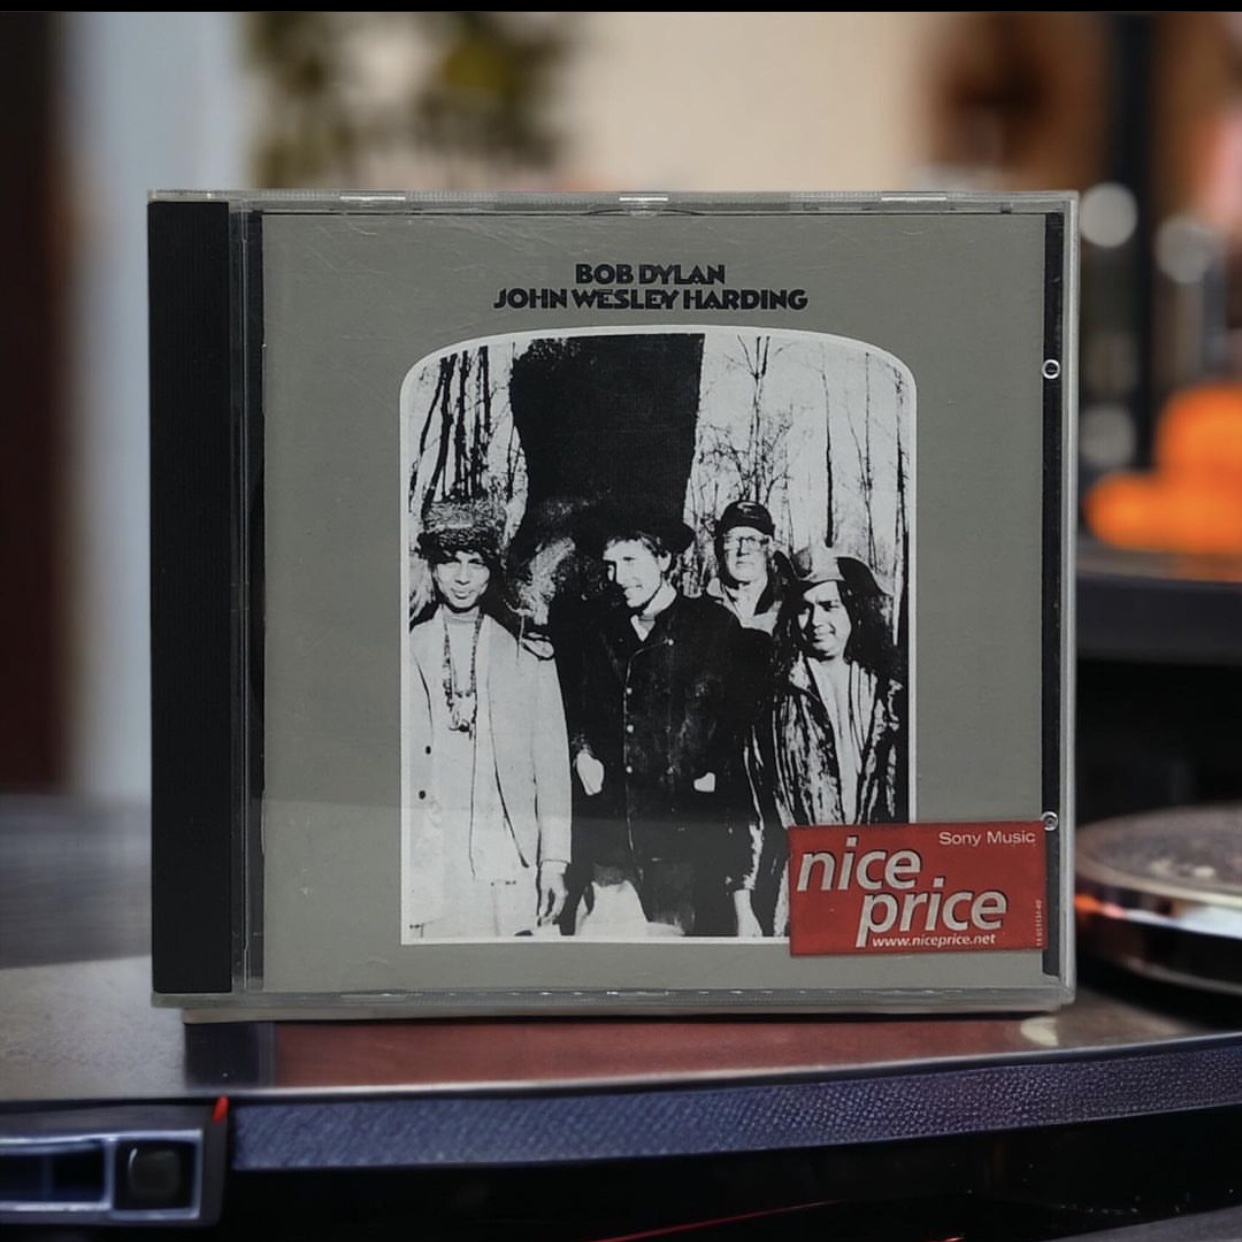 BOB DYLAN
JOHN WESLEY HARDING
Sony Music
nice
price
www.niceprice.net